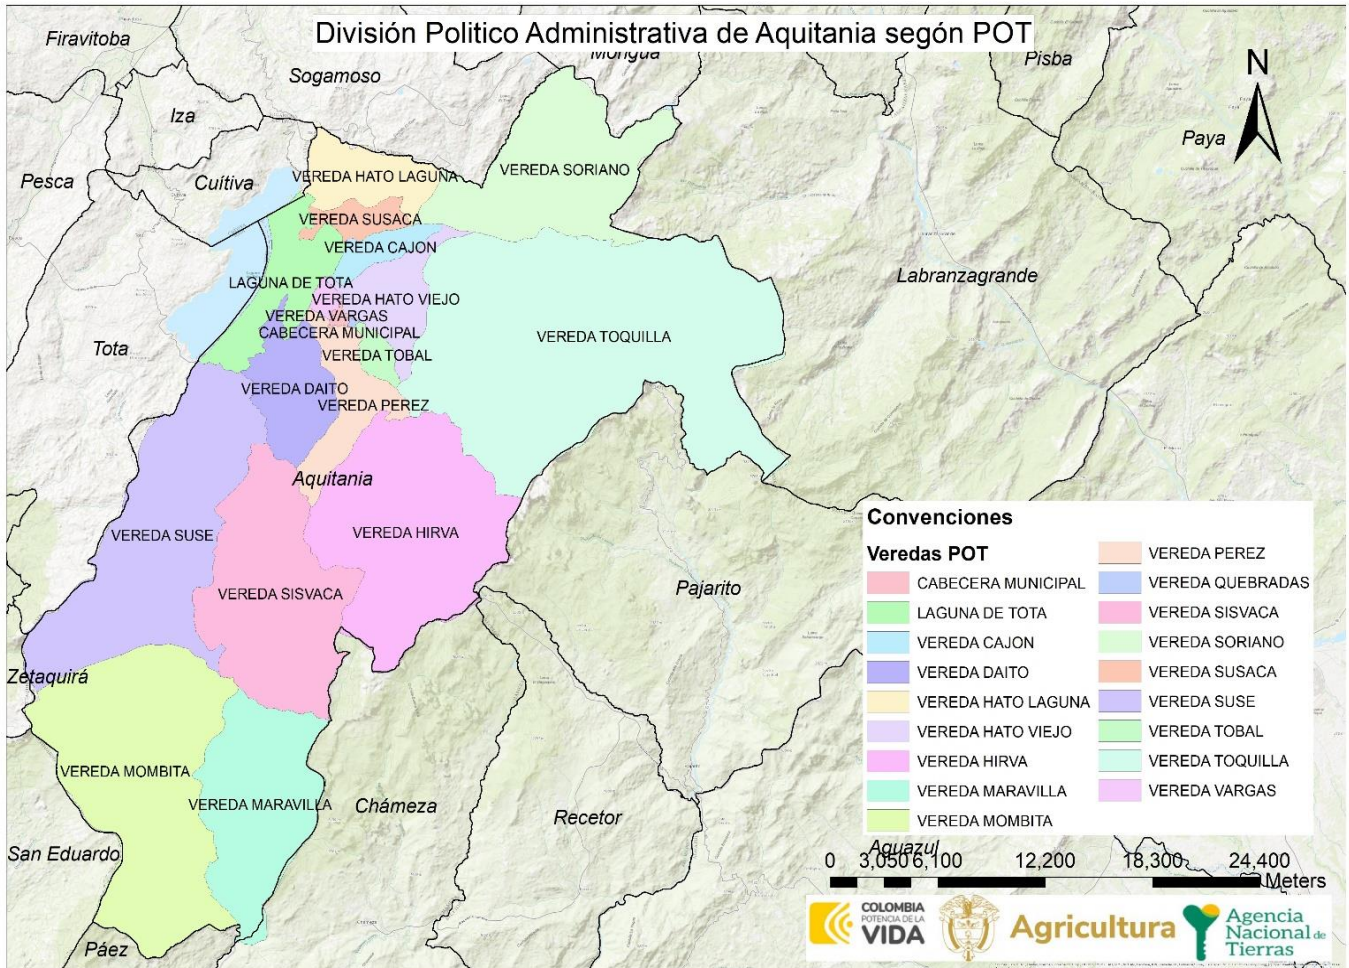 División Politico Administrativa de Aquitania segón POT
Firavitoba
Sogamoso
Mongua
Pisba
N
Iza
Paya
Pesca
Cuítiva
VEREDA HATO LAGUNA
VEREDA SORIANO
VEREDA SUSACA
VEREDA CAJON
LAGUNA DE TOTA
VEREDA HATO VIEJO
VEREDA VARGAS
CABECERA MUNICIPAL
VEREDA TOBAL
VEREDA TOQUILLA
Labranzagrande
Tota
VEREDA DAITO
VEREDA PEREZ
Aquitania
VEREDA SUSE
VEREDA HIRVA
VEREDA SISVACA
Pajarito
Zetaquirá
VEREDA MOMBITA
VEREDA MARAVILLA
Chámeza
Recetor
San Eduardo
Páez
Aguazul
Convenciones
Veredas POT
CABECERA MUNICIPAL
LAGUNA DE TOTA
VEREDA CAJON
VEREDA DAITO
VEREDA HATO LAGUNA
VEREDA HATO VIEJO
VEREDA HIRVA
VEREDA MARAVILLA
VEREDA MOMBITA
VEREDA PEREZ
VEREDA QUEBRADAS
VEREDA SISVACA
VEREDA SORIANO
VEREDA SUSACA
VEREDA SUSE
VEREDA TOBAL
VEREDA TOQUILLA
VEREDA VARGAS
0 3,050 6,100 12,200 18,300 24,400
Meters
COLOMBIA
POTENCIA DE LA
VIDA
Agricultura
Agencia
Nacional de
Tierras